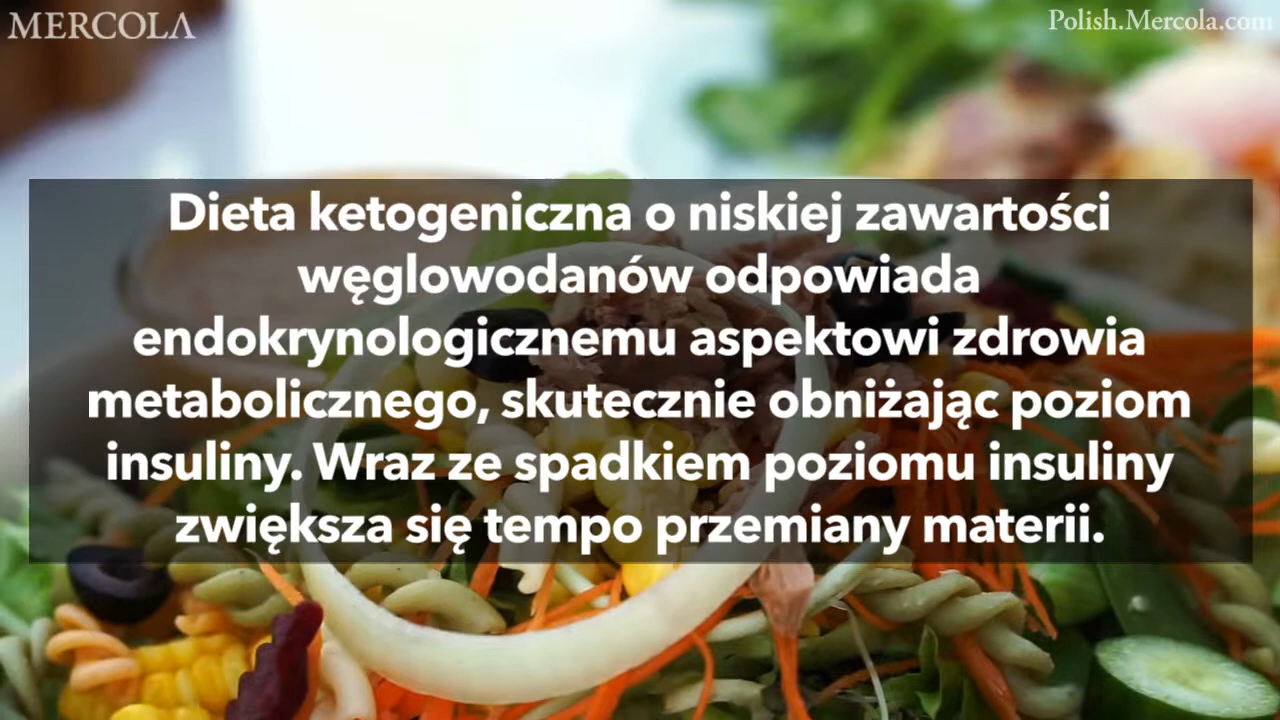 MERCOLA
Polish.Mercola.com
Dieta ketogeniczna o niskiej zawartości
węglowodanów odpowiada
endokrynologicznemu aspektowi zdrowia
metabolicznego, skutecznie obniżając poziom
insuliny. Wraz ze spadkiem poziomu insuliny
zwiększa się tempo przemiany materii.